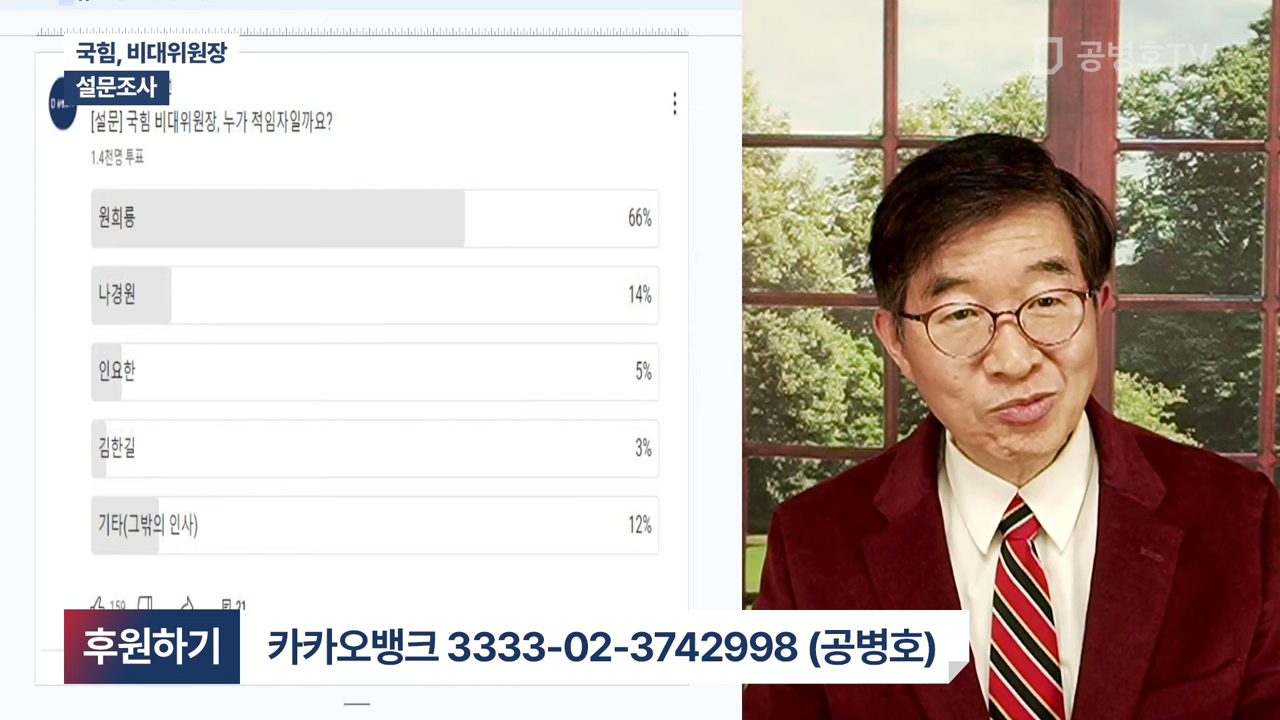 국힘, 비대위원장
설문조사
[설문] 국힘 비대위원장, 누가 적임자일까요?
1.4천명 투표
원희룡 66%
나경원 14%
인요한 5%
김한길 3%
기타(그밖의 인사) 12%
159 21
후원하기 카카오뱅크 3333-02-3742998 (공병호)
공병호TV